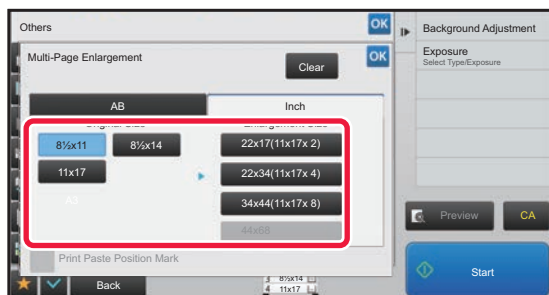 Others
OK
Background Adjustment
Multi-Page Enlargement
OK
Clear
Exposure
Select Type/Exposure
AB
Inch
Original Size
Enlargement Size
8½x11
8½x14
22x17(11x17x 2)
11x17
22x34(11x17x 4)
A3
34x44(11x17x 8)
44x68
Preview
CA
Print Paste Position Mark
Back
3 8½x14
4 11x17
Start